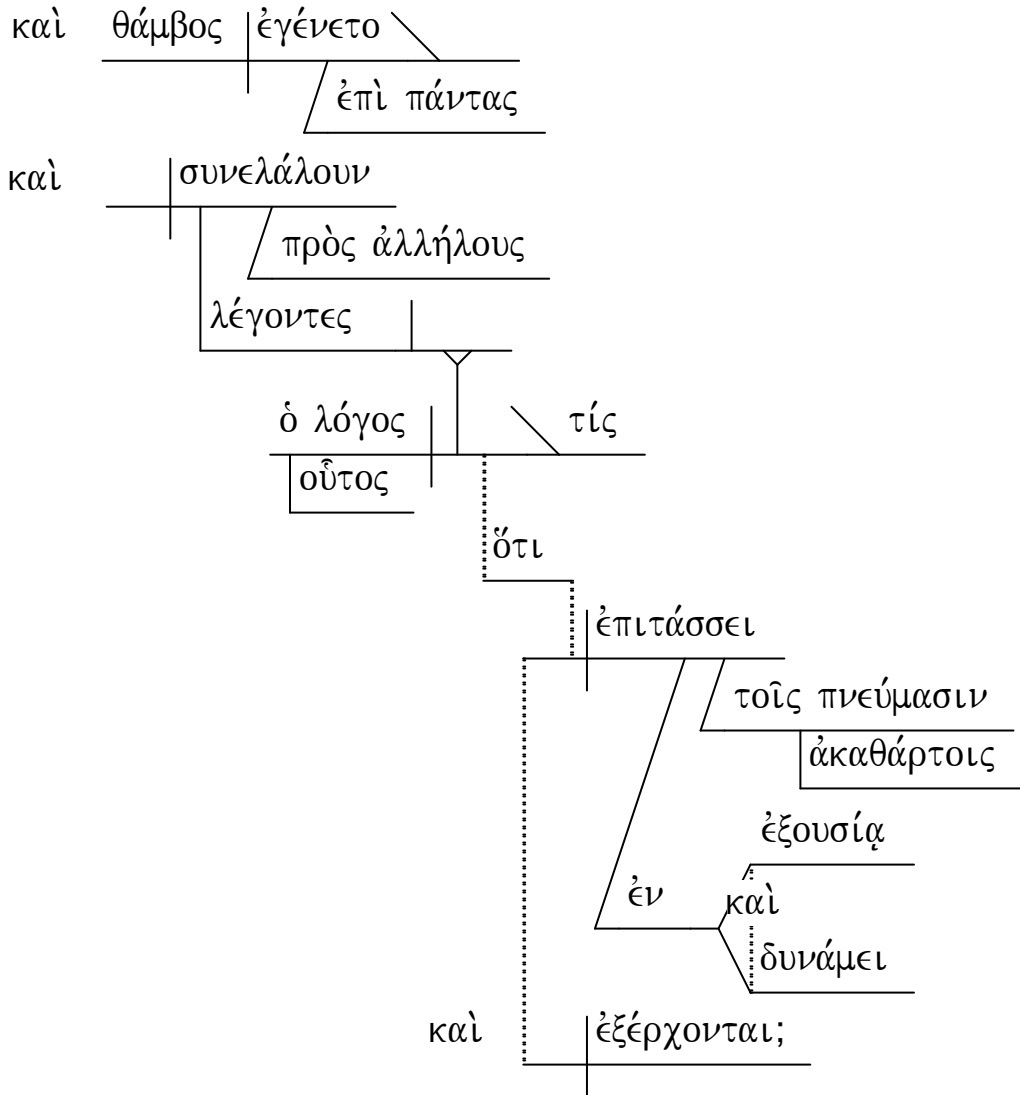 καὶ θάμβος ἐγένετο
ἐπὶ πάντας
καὶ συνελάλουν
πρὸς ἀλλήλους
λέγοντες
ὁ λόγος τίς
οὗτος
ὅτι
ἐπιτάσσει
τοῖς πνεύμασιν
ἀκαθάρτοις
ἐξουσίᾳ
ἐν καὶ
δυνάμει
καὶ ἐξέρχονται;